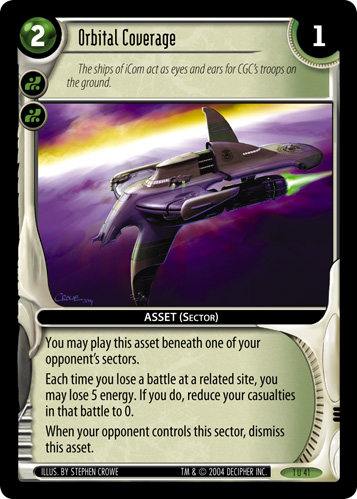 2 Orbital Coverage 1
The ships of iCom act as eyes and ears for CGC's troops on
the ground.
CROWE
ASSET (SECTOR)
You may play this asset beneath one of your
opponent's sectors.
Each time you lose a battle at a related site, you
may lose 5 energy. If you do, reduce your casualties
in that battle to 0.
When your opponent controls this sector, dismiss
this asset.
ILLUS. BY STEPHEN CROWE TM & © 2004 DECIPHER INC. 1 U 41